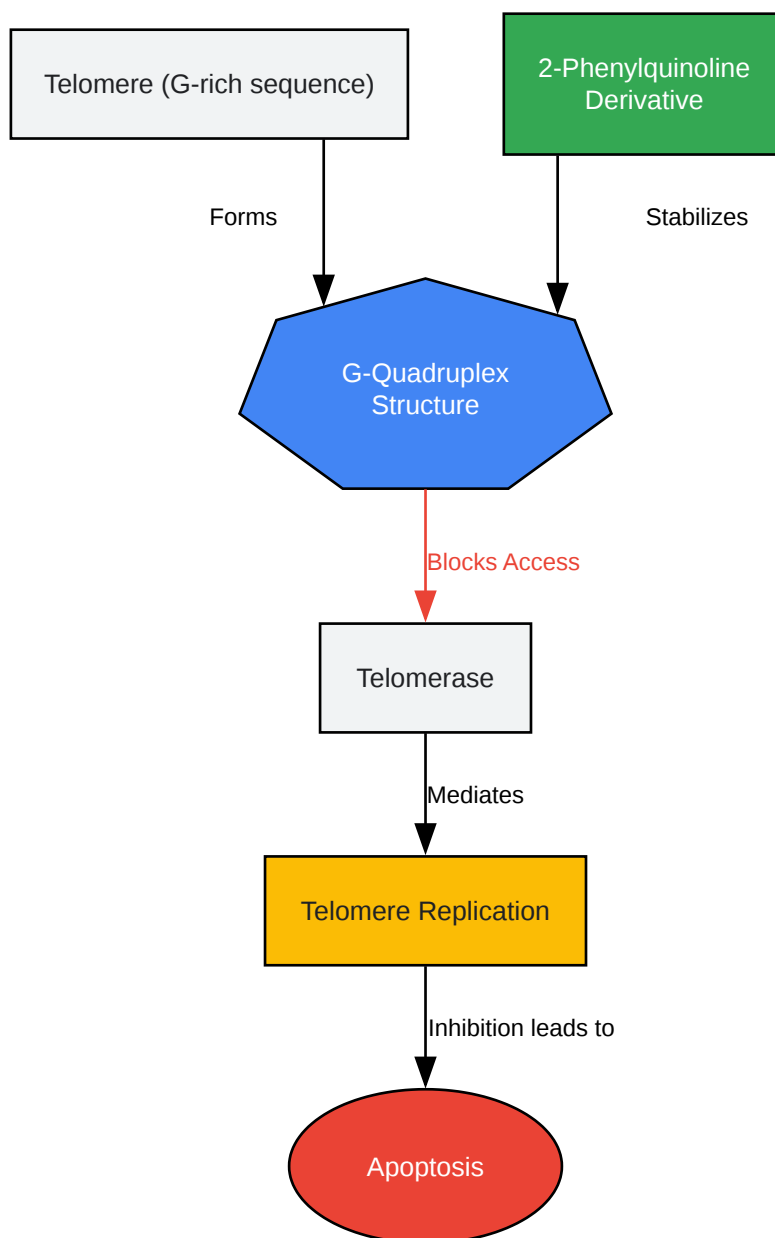 Telomere (G-rich sequence)
2-Phenylquinoline
Derivative
Forms
Stabilizes
G-Quadruplex
Structure
Blocks Access
Telomerase
Mediates
Telomere Replication
Inhibition leads to
Apoptosis